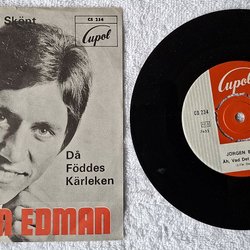 Skönt
Cupol
CS 234
Då
Föddes
Kärleken
EDMAN
Cupol
CS 234
JORGEN E
Ah, Vad Det